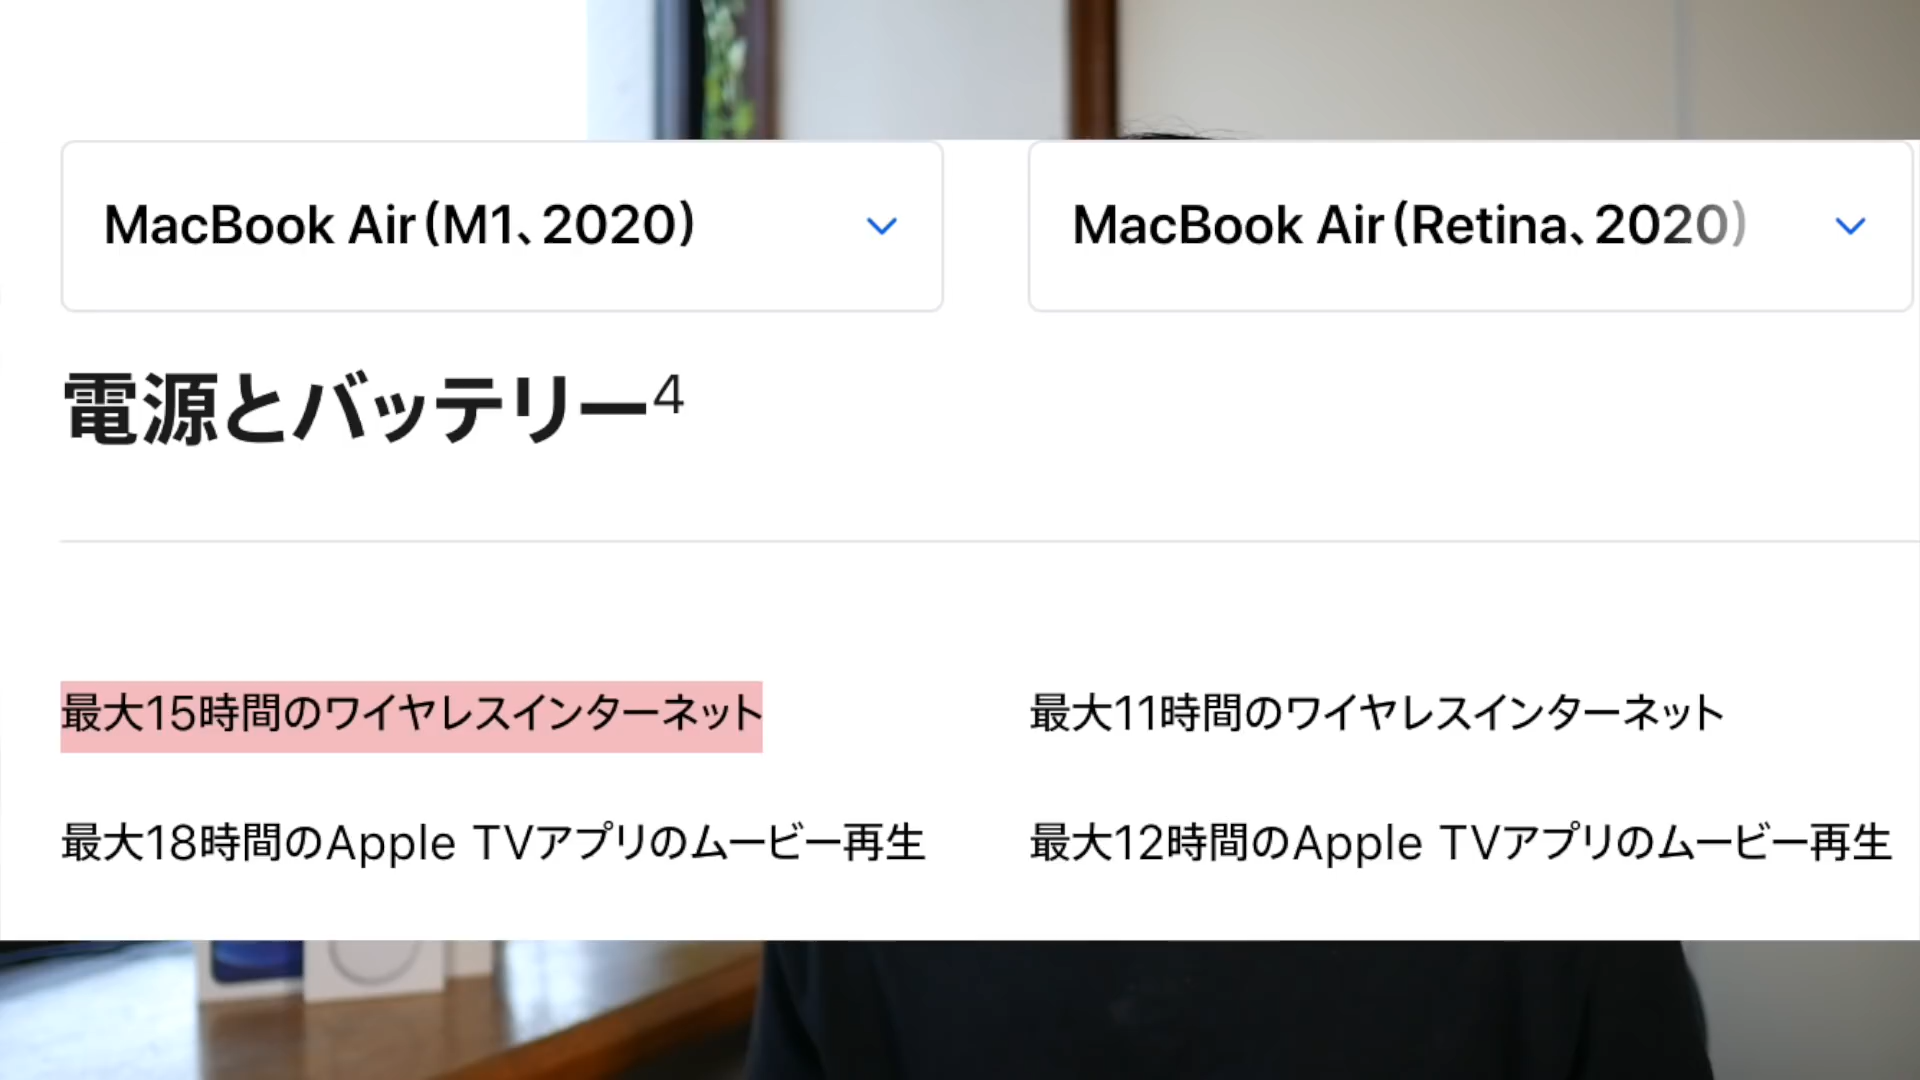 MacBook Air(M1、2020)
MacBook Air(Retina、2020)
電源とバッテリー4
最大15時間のワイヤレスインターネット
最大11時間のワイヤレスインターネット
最大18時間のApple TVアプリのムービー再生
最大12時間のApple TVアプリのムービー再生